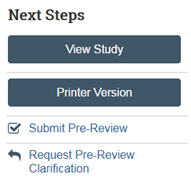 Next Steps
View Study
Printer Version
Submit Pre-Review
Request Pre-Review
Clarification